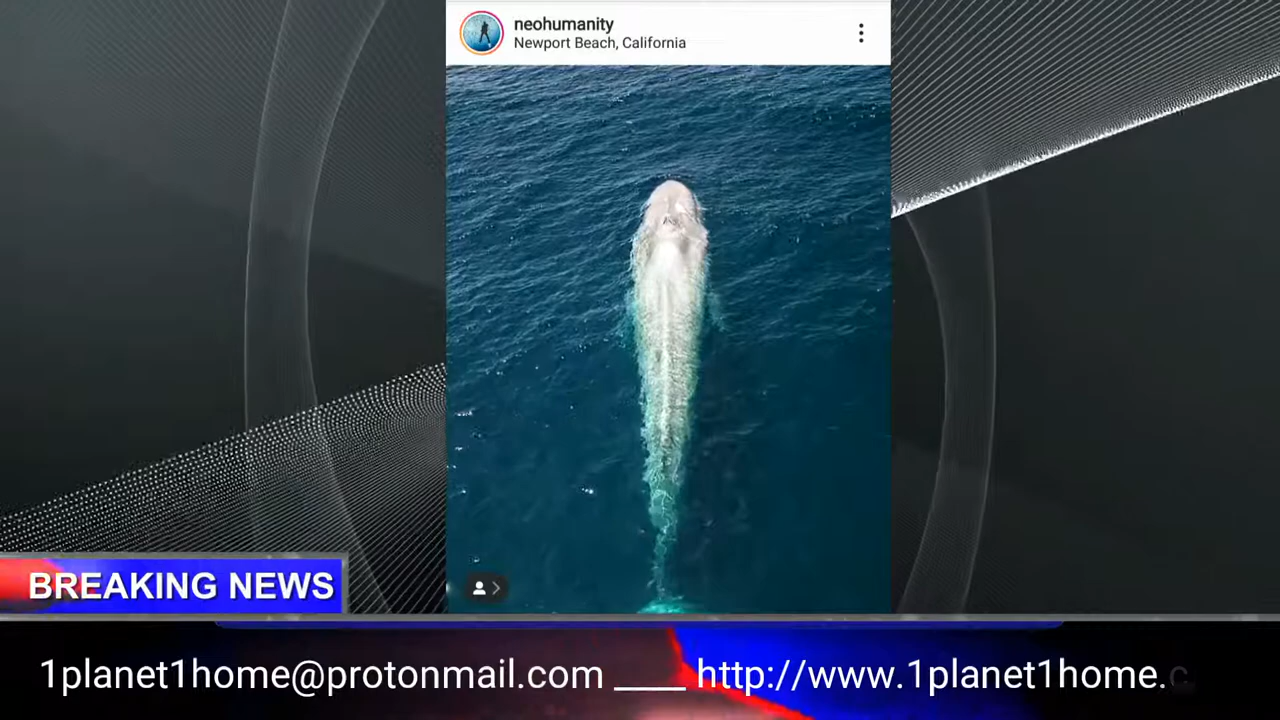 neohumanity
Newport Beach, California
BREAKING NEWS
1planet1home@protonmail.com ____ http://www.1planet1home.c